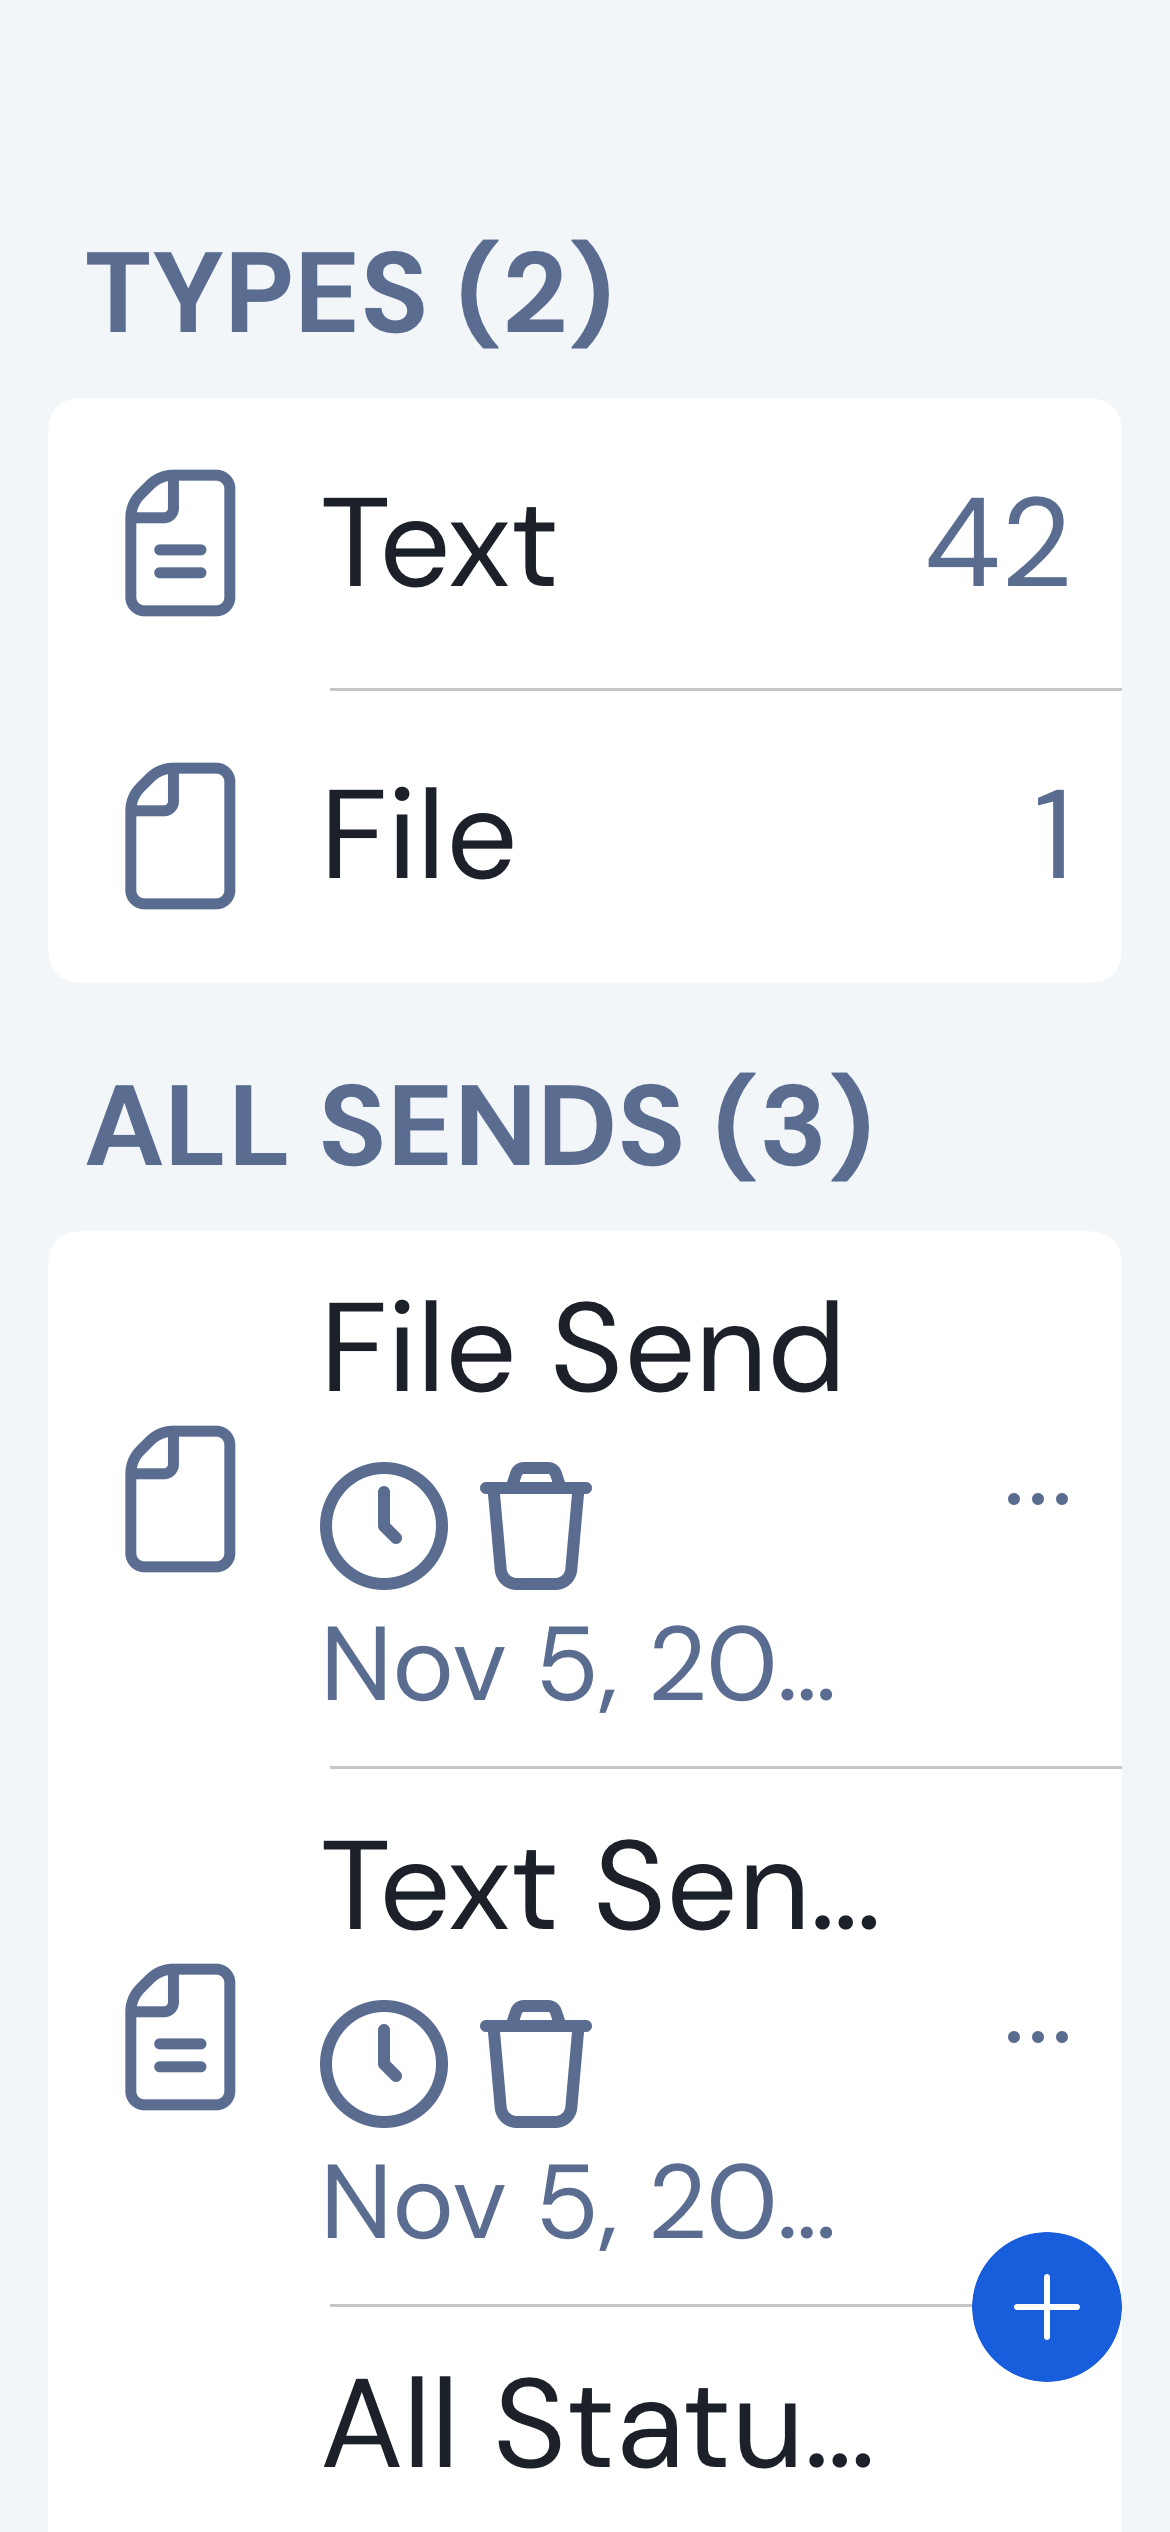 TYPES (2)
Text 42
File 1
ALL SENDS (3)
File Send
Nov 5, 20...
Text Sen...
Nov 5, 20...
All Statu...